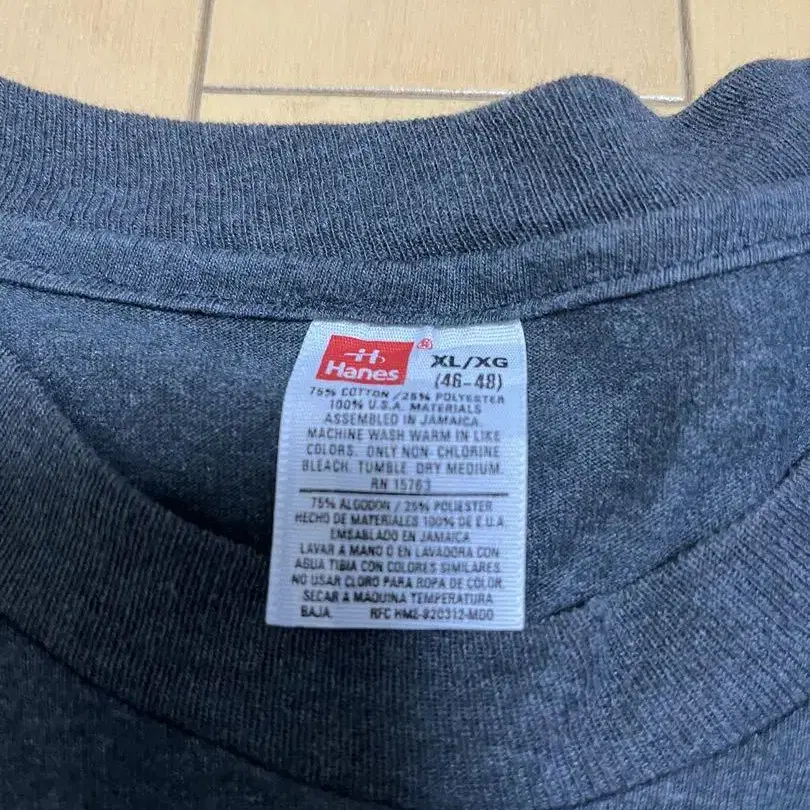 H
Hanes ®
XL/XG
(46-48)
75% COTTON /25% POLYESTER
100% U.S.A. MATERIALS
ASSEMBLED IN JAMAICA.
MACHINE WASH WARM IN LIKE
COLORS. ONLY NON- CHLORINE
BLEACH. TUMBLE DRY MEDIUM.
RN 15763
75% ALGODON / 25% POLIESTER
HECHO DE MATERIALES 100% DE E.U.A.
EMSABLADO EN JAMAICA
LAVAR A MANO O EN LAVADORA CON
AGUA TIBIA CON COLORES SIMILARES.
NO USAR CLORO PARA ROPA DE COLOR.
SECAR A MAQUINA TEMPERATURA
BAJA. RFC HME-920312-MD0